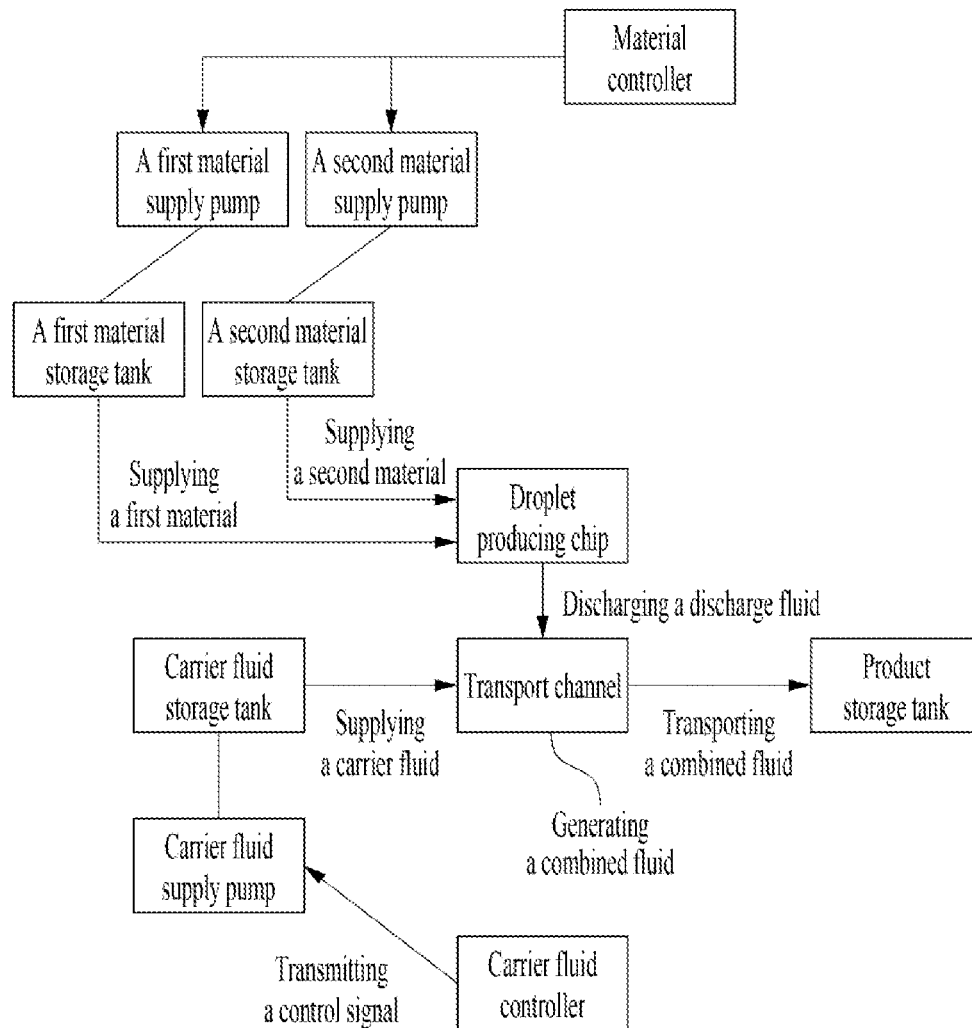 Material
controller
A first material
supply pump
A second material
supply pump
A first material
storage tank
A second material
storage tank
Supplying
a second material
Supplying
a first material
Droplet
producing chip
Discharging a discharge fluid
Carrier fluid
storage tank
Supplying
a carrier fluid
Transport channel
Transporting
a combined fluid
Product
storage tank
Generating
a combined fluid
Carrier fluid
supply pump
Transmitting
a control signal
Carrier fluid
controller